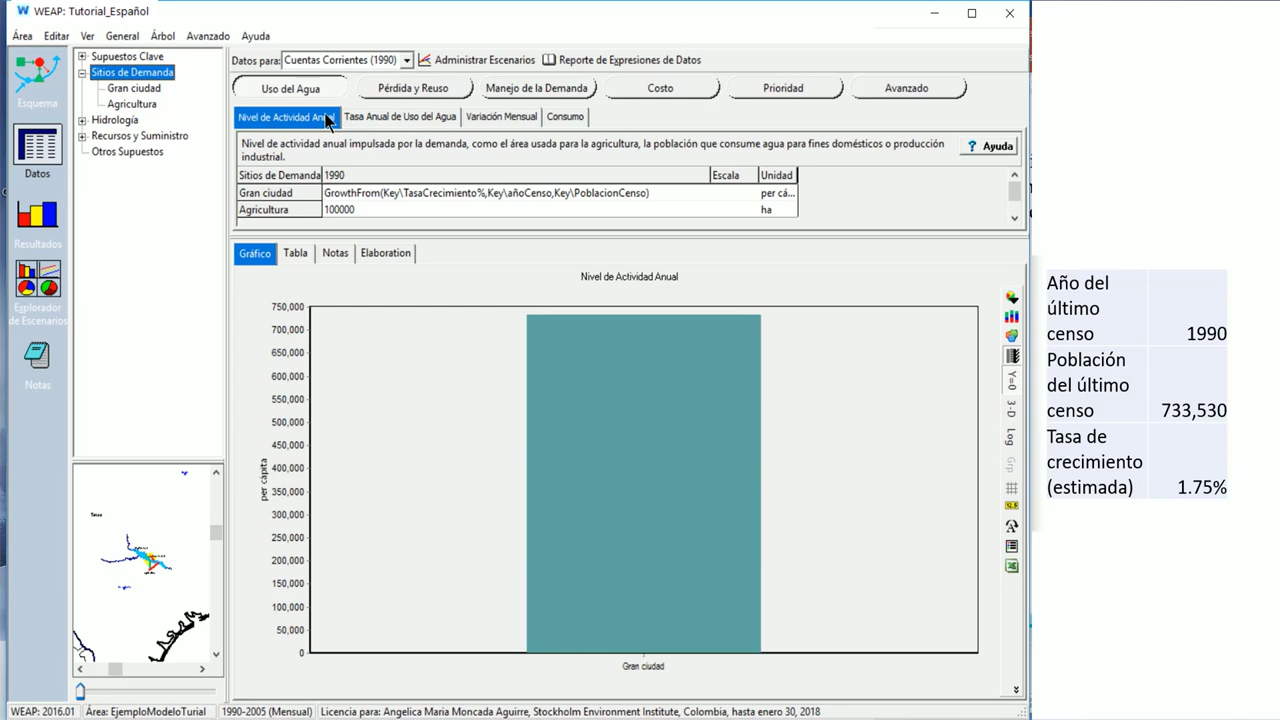 WEAP: Tutorial_Español
Área Editar Ver General Árbol Avanzado Ayuda
Esquema
Datos
Resultados
Explorador
de Escenarios
Notas
Supuestos Clave
Sitios de Demanda
Gran ciudad
Agricultura
Hidrología
Recursos y Suministro
Otros Supuestos
Datos para: Cuentas Corrientes (1990) Administrar Escenarios Reporte de Expresiones de Datos
Uso del Agua Pérdida y Reuso Manejo de la Demanda Costo Prioridad Avanzado
Nivel de Actividad Anual Tasa Anual de Uso del Agua Variación Mensual Consumo
Nivel de actividad anual impulsada por la demanda, como el área usada para la agricultura, la población que consume agua para fines domésticos o producción
industrial.
? Ayuda
Sitios de Demanda 1990 Escala Unidad
Gran ciudad GrowthFrom(Key\TasaCrecimiento%,Key\añoCenso,Key\PoblacionCenso) per cá...
Agricultura 100000 ha
Gráfico Tabla Notas Elaboration
Nivel de Actividad Anual
per cápita
750,000
700,000
650,000
600,000
550,000
500,000
450,000
400,000
350,000
300,000
250,000
200,000
150,000
100,000
50,000
0
Gran ciudad
Y=0
3-D
Log
Grp
WEAP: 2016.01 Área: EjemploModeloTurial 1990-2005 (Mensual) Licencia para: Angelica Maria Moncada Aguirre, Stockholm Environment Institute, Colombia, hasta enero 30, 2018
Año del
último
censo 1990
Población
del último
censo 733,530
Tasa de
crecimiento
(estimada) 1.75%